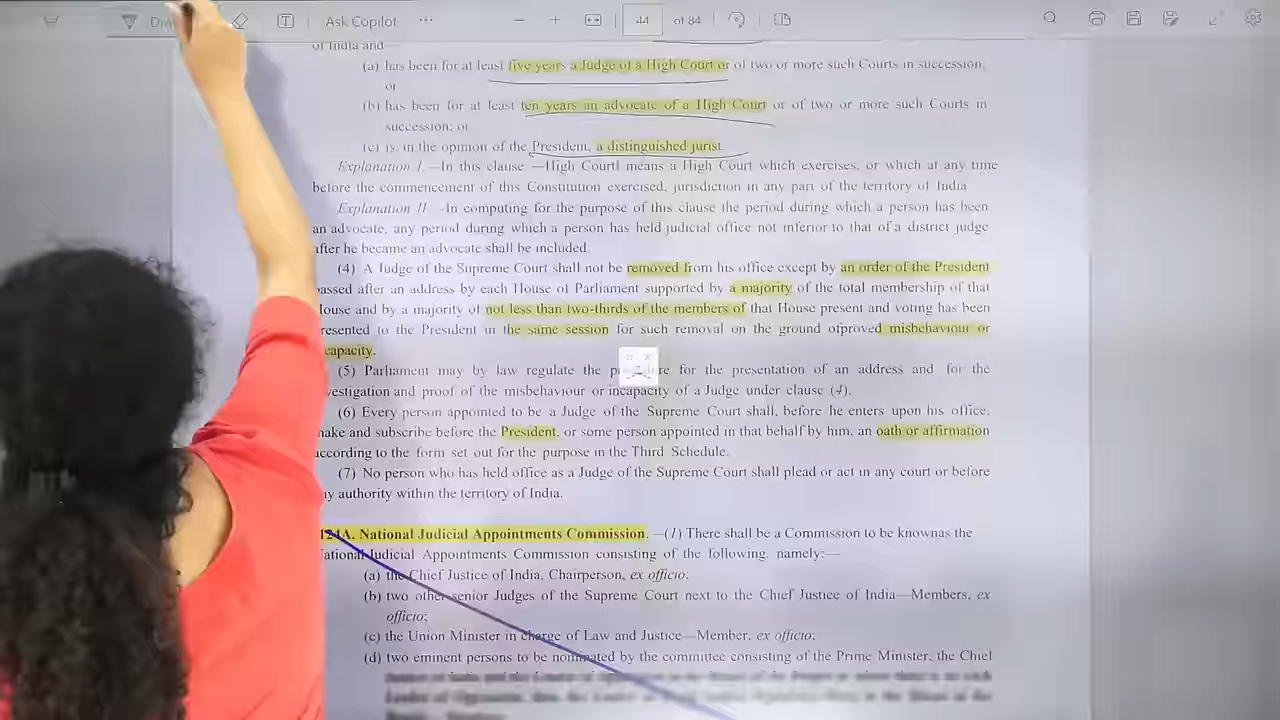 Ask Copilot
44 of 84
of India and—
(a) has been for at least five years a Judge of a High Court or of two or more such Courts in succession;
or
(b) has been for at least ten years an advocate of a High Court or of two or more such Courts in
succession; or
(c) is, in the opinion of the President, a distinguished jurist.
Explanation I.—In this clause —High Courtl means a High Court which exercises, or which at any time
before the commencement of this Constitution exercised, jurisdiction in any part of the territory of India
Explanation II.—In computing for the purpose of this clause the period during which a person has been
an advocate, any period during which a person has held judicial office not inferior to that of a district judge
after he became an advocate shall be included.
(4) A Judge of the Supreme Court shall not be removed from his office except by an order of the President
passed after an address by each House of Parliament supported by a majority of the total membership of that
House and by a majority of not less than two-thirds of the members of that House present and voting has been
resented to the President in the same session for such removal on the ground ofproved misbehaviour or
capacity.
(5) Parliament may by law regulate the procedure for the presentation of an address and for the
vestigation and proof of the misbehaviour or incapacity of a Judge under clause (4).
(6) Every person appointed to be a Judge of the Supreme Court shall, before he enters upon his office,
make and subscribe before the President, or some person appointed in that behalf by him, an oath or affirmation
according to the form set out for the purpose in the Third Schedule.
(7) No person who has held office as a Judge of the Supreme Court shall plead or act in any court or before
ny authority within the territory of India.
124A. National Judicial Appointments Commission.—(1) There shall be a Commission to be knownas the
National Judicial Appointments Commission consisting of the following, namely:—
(a) the Chief Justice of India, Chairperson, ex officio;
(b) two other senior Judges of the Supreme Court next to the Chief Justice of India—Members, ex
officio;
(c) the Union Minister in charge of Law and Justice—Member, ex officio;
(d) two eminent persons to be nominated by the committee consisting of the Prime Minister, the Chief